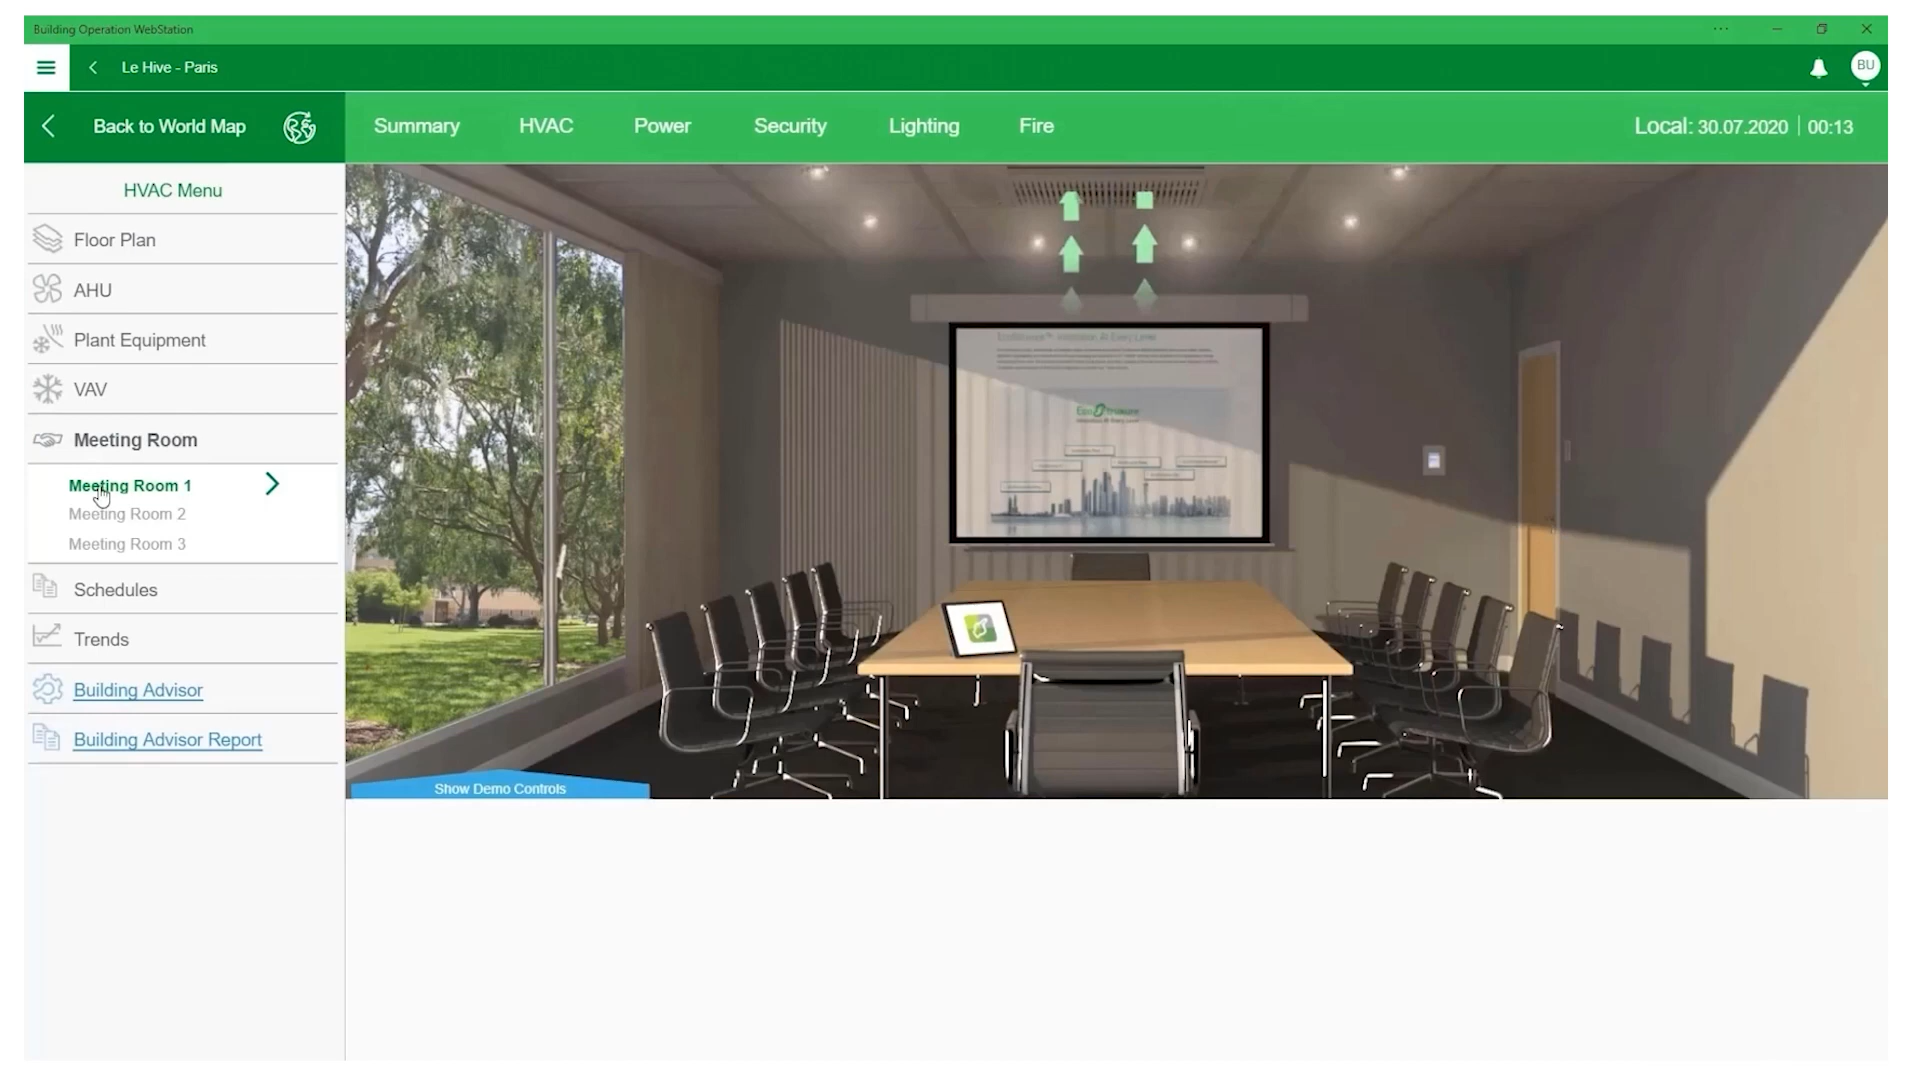 Building Operation WebStation
Le Hive - Paris
BU
Back to World Map
Summary
HVAC
Power
Security
Lighting
Fire
Local: 30.07.2020 | 00:13
HVAC Menu
Floor Plan
AHU
Plant Equipment
VAV
Meeting Room
Meeting Room 1
Meeting Room 2
Meeting Room 3
Schedules
Trends
Building Advisor
Building Advisor Report
Show Demo Controls